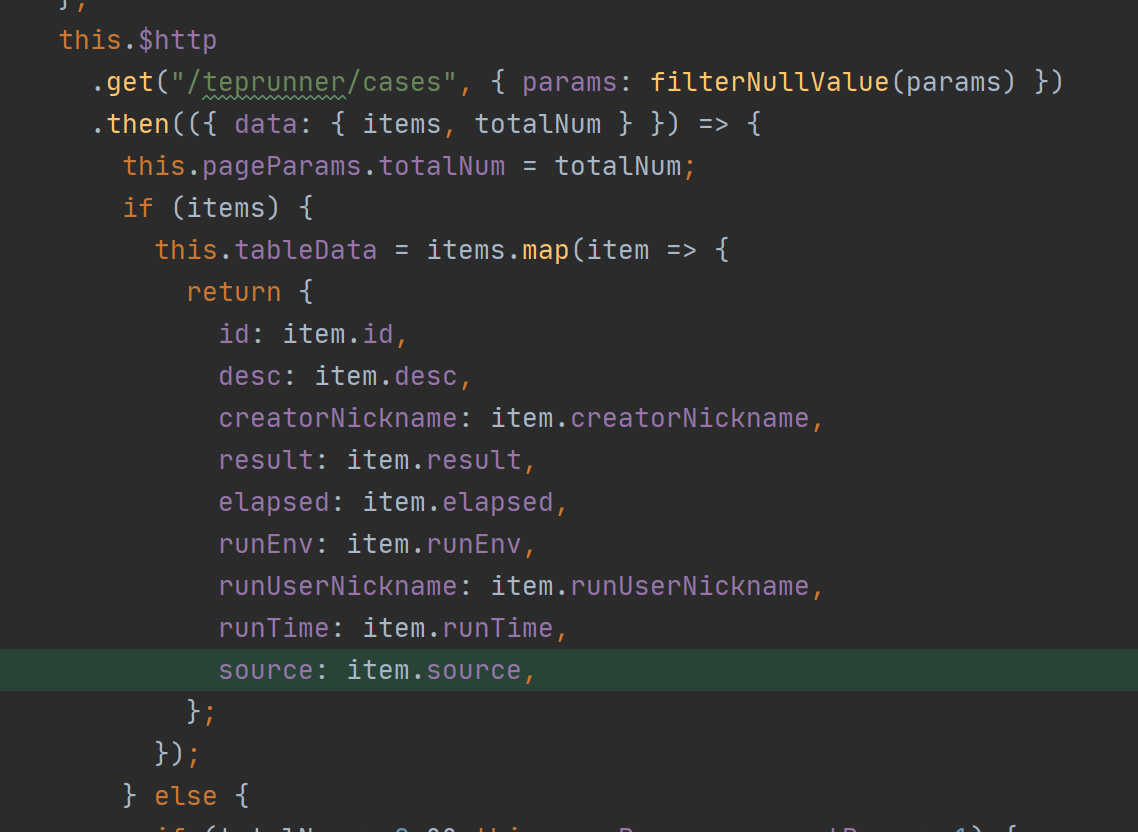 };
this.$http
.get("/teprunner/cases", { params: filterNullValue(params) })
.then(({ data: { items, totalNum } }) => {
this.pageParams.totalNum = totalNum;
if (items) {
this.tableData = items.map(item => {
return {
id: item.id,
desc: item.desc,
creatorNickname: item.creatorNickname,
result: item.result,
elapsed: item.elapsed,
runEnv: item.runEnv,
runUserNickname: item.runUserNickname,
runTime: item.runTime,
source: item.source,
};
});
} else {